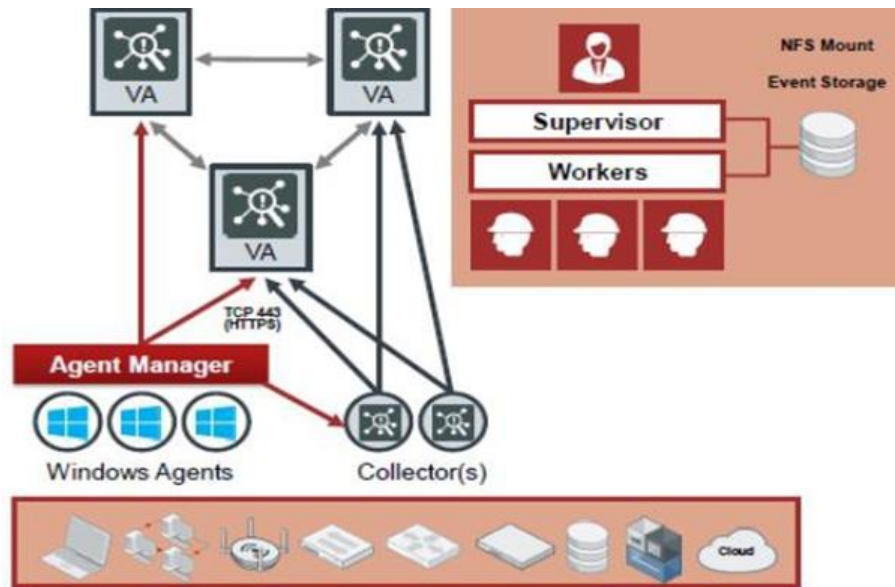 VA
VA
VA
NFS Mount
Event Storage
Supervisor
Workers
TCP 443
(HTTPS)
Agent Manager
Windows Agents
Collector(s)
Cloud